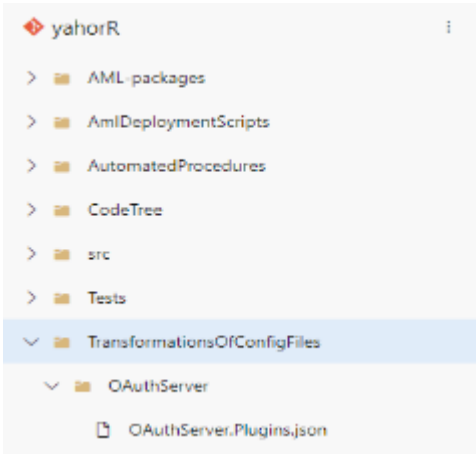 yahorR
AML-packages
AmlDeploymentScripts
AutomatedProcedures
CodeTree
src
Tests
TransformationsOfConfigFiles
OAuthServer
OAuthServer.Plugins.json